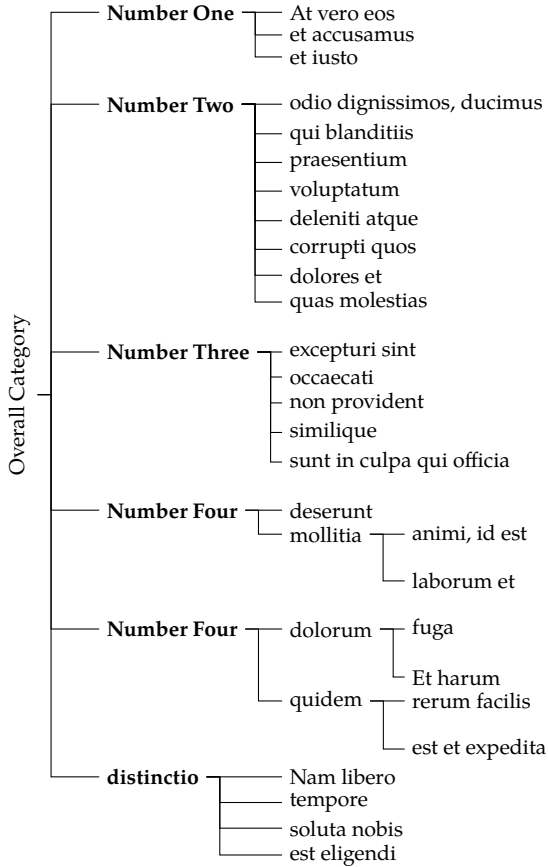 Overall Category
Number One
At vero eos
et accusamus
et iusto
Number Two
odio dignissimos, ducimus
qui blanditiis
praesentium
voluptatum
deleniti atque
corrupti quos
dolores et
quas molestias
Number Three
excepturi sint
occaecati
non provident
similique
sunt in culpa qui officia
Number Four
deserunt
mollitia
animi, id est
laborum et
Number Four
dolorum
fuga
Et harum
quidem
rerum facilis
est et expedita
distinctio
Nam libero
tempore
soluta nobis
est eligendi